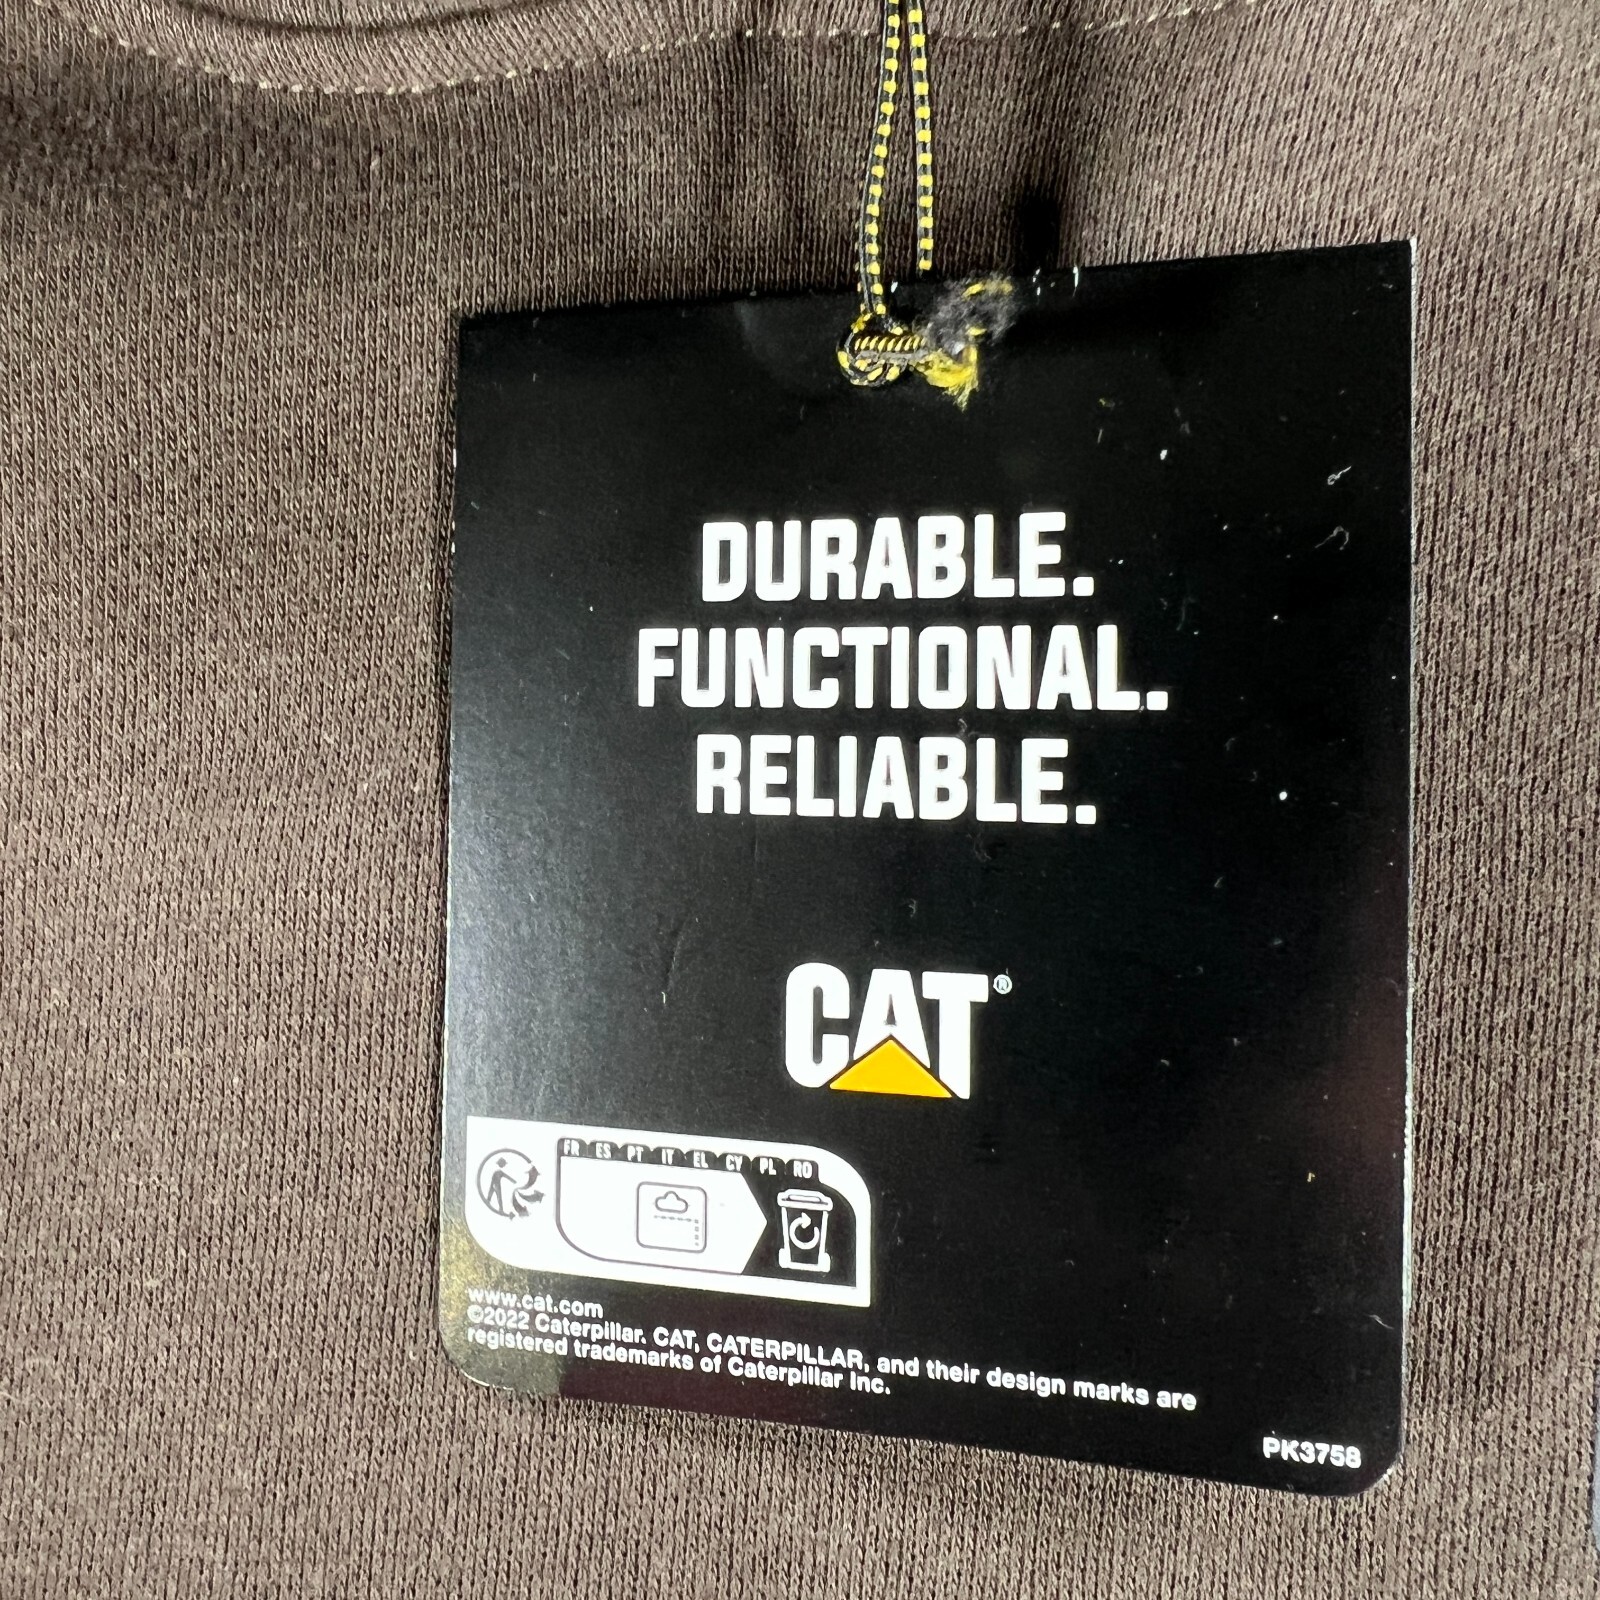 DURABLE.
FUNCTIONAL.
RELIABLE.
CAT®
FR ES PT IT EL CY PL RO
www.cat.com
©2022 Caterpillar. CAT, CATERPILLAR, and their design marks are
registered trademarks of Caterpillar Inc.
PK3758